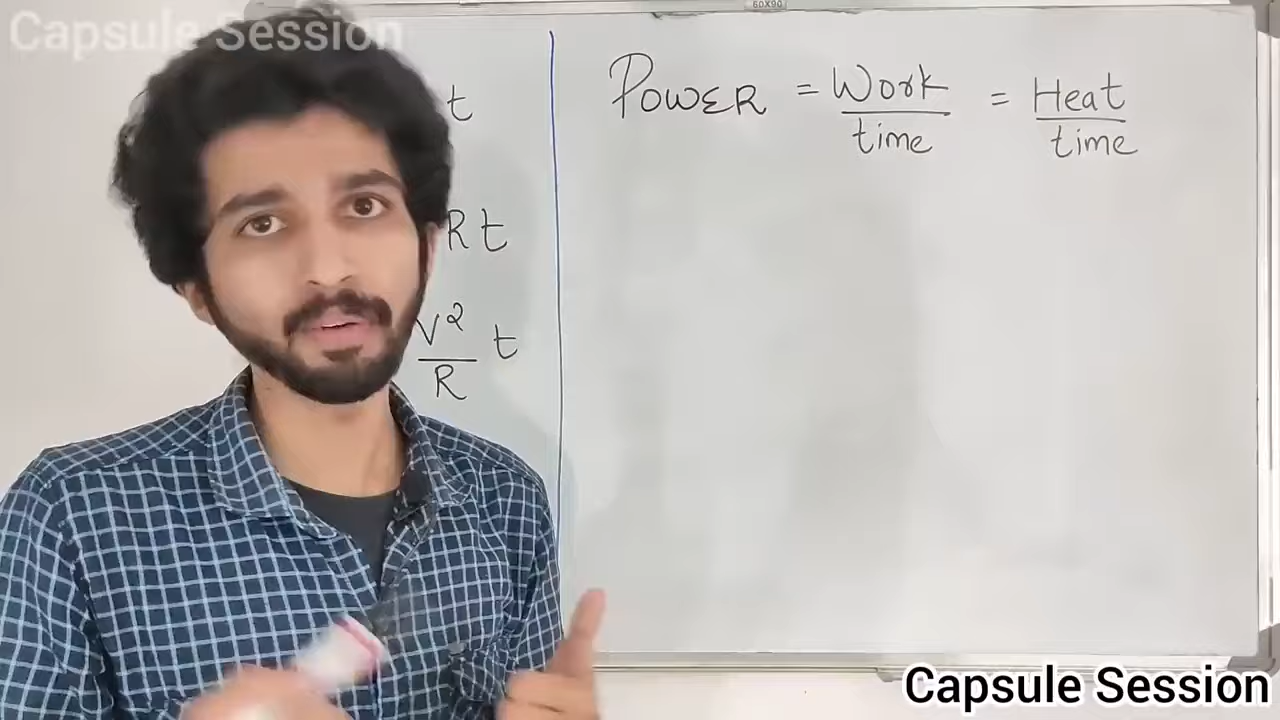 Capsule Session
60X90
t
Rt
V²
R
t
POWER = Work = Heat
time time
Capsule Session